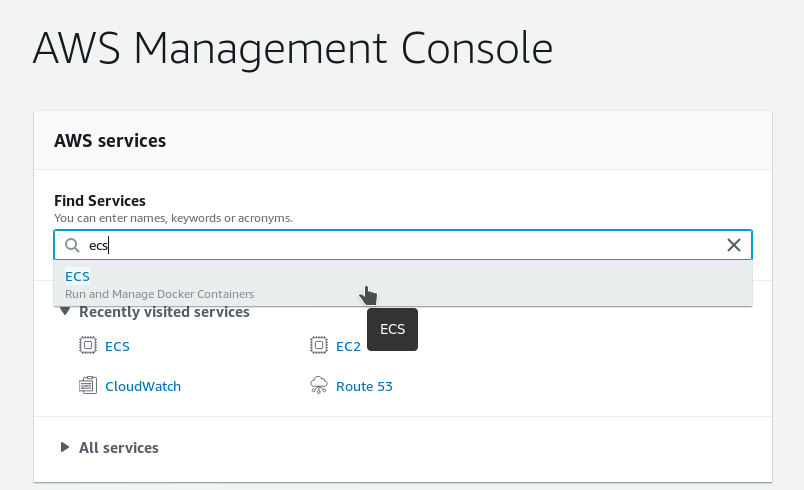 AWS Management Console
AWS services
Find Services
You can enter names, keywords or acronyms.
ecs
ECS
Run and Manage Docker Containers
ECS
Recently visited services
ECS
EC2
CloudWatch
Route 53
All services